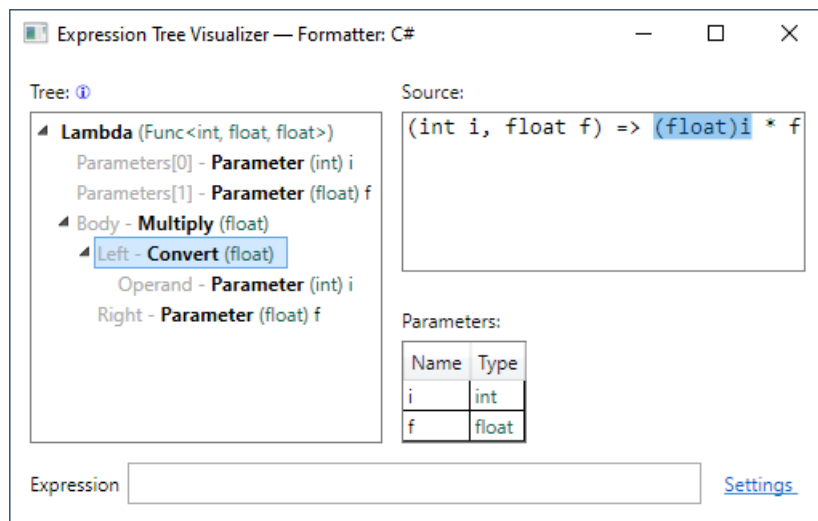 Expression Tree Visualizer — Formatter: C#
Tree: 🛈
Lambda (Func<int, float, float>)
Parameters[0] - Parameter (int) i
Parameters[1] - Parameter (float) f
Body - Multiply (float)
Left - Convert (float)
Operand - Parameter (int) i
Right - Parameter (float) f
Source:
(int i, float f) => (float)i * f
Parameters:
Name Type
i int
f float
Expression
Settings